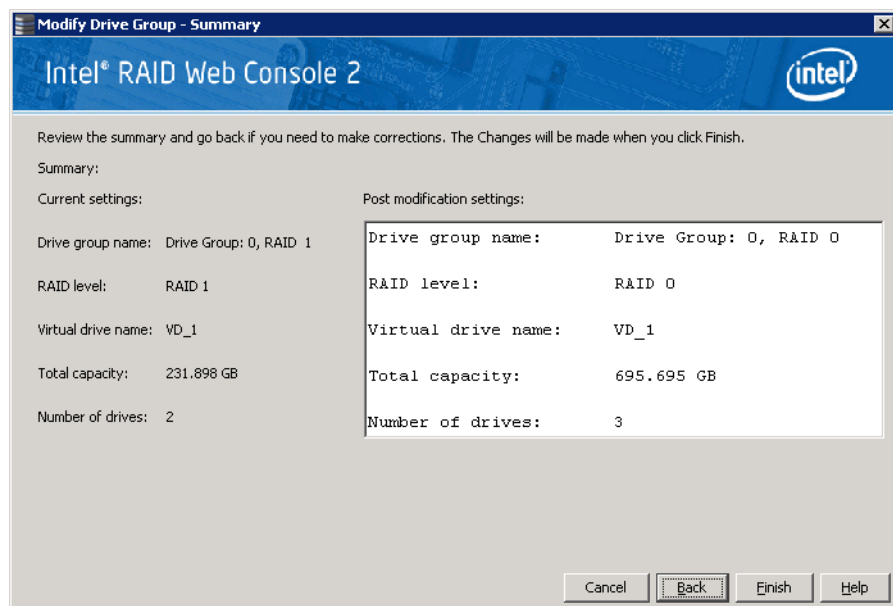 Modify Drive Group - Summary
Intel® RAID Web Console 2
intel
Review the summary and go back if you need to make corrections. The Changes will be made when you click Finish.
Summary:
Current settings:
Drive group name: Drive Group: 0, RAID 1
RAID level: RAID 1
Virtual drive name: VD_1
Total capacity: 231.898 GB
Number of drives: 2
Post modification settings:
Drive group name: Drive Group: 0, RAID 0
RAID level: RAID 0
Virtual drive name: VD_1
Total capacity: 695.695 GB
Number of drives: 3
Cancel Back Finish Help